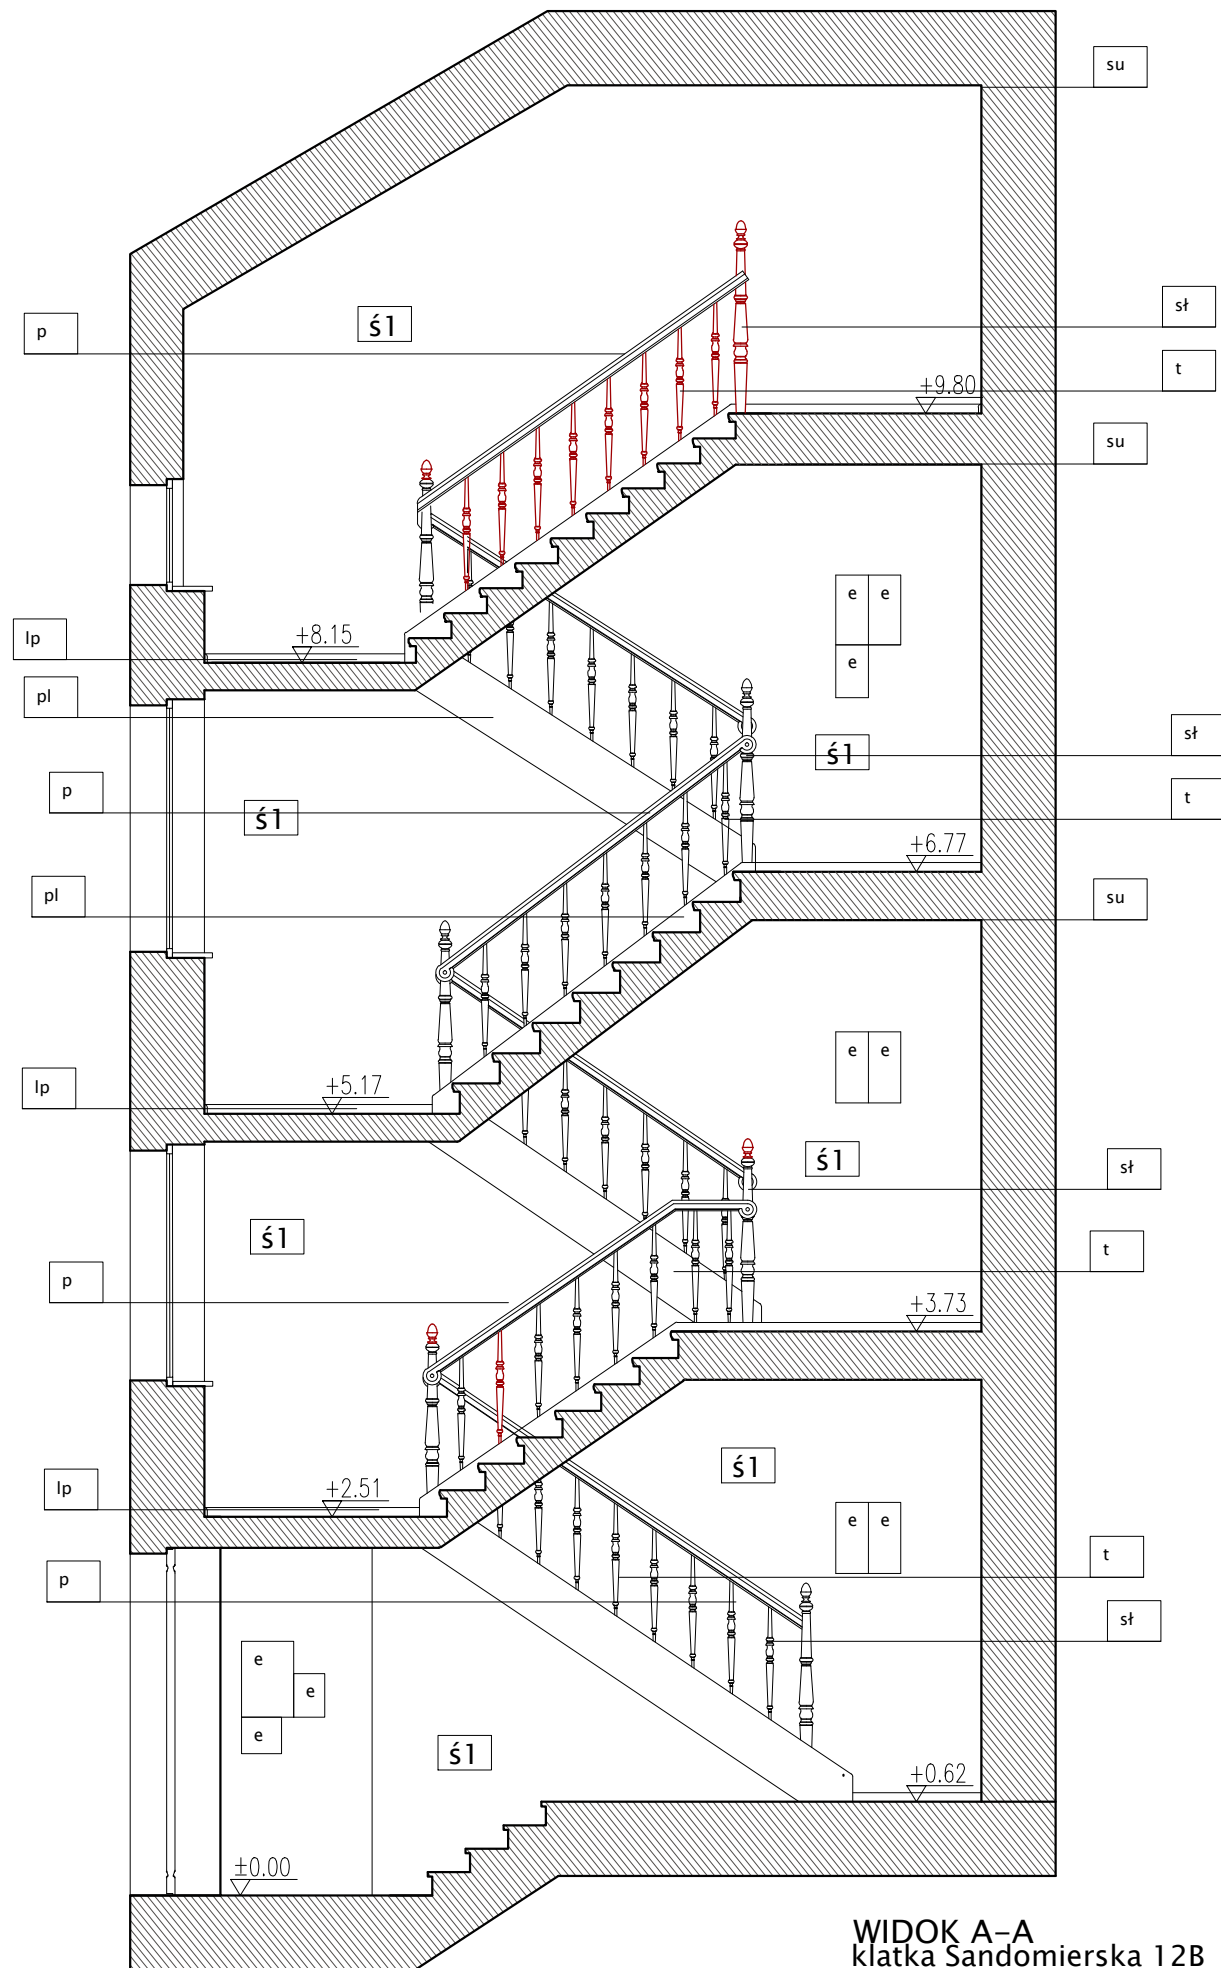 su
sł
p
ś1
t
+9.80
su
e e
e
lp
+8.15
pl
sł
ś1
p
t
ś1
+6.77
pl
su
e e
+5.17
lp
ś1
sł
ś1
t
p
+3.73
ś1
+2.51
lp
e e
t
p
sł
e
e
e
ś1
+0.62
±0.00
WIDOK A-A
klatka Sandomierska 12B